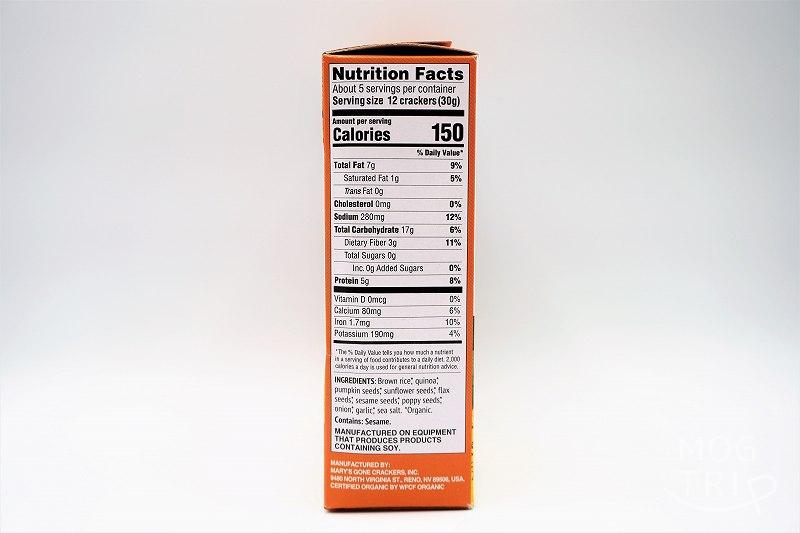 Nutrition Facts
About 5 servings per container
Serving size 12 crackers (30g)
Amount per serving
Calories 150
% Daily Value*
Total Fat 7g 9%
Saturated Fat 1g 5%
Trans Fat 0g
Cholesterol 0mg 0%
Sodium 280mg 12%
Total Carbohydrate 17g 6%
Dietary Fiber 3g 11%
Total Sugars 0g
Inc. 0g Added Sugars 0%
Protein 5g 8%
Vitamin D 0mcg 0%
Calcium 80mg 6%
Iron 1.7mg 10%
Potassium 190mg 4%
*The % Daily Value tells you how much a nutrient
in a serving of food contributes to a daily diet. 2,000
calories a day is used for general nutrition advice.
INGREDIENTS: Brown rice*, quinoa*,
pumpkin seeds*, sunflower seeds*, flax
seeds*, sesame seeds*, poppy seeds*,
onion*, garlic*, sea salt. *Organic.
Contains: Sesame.
MANUFACTURED ON EQUIPMENT
THAT PRODUCES PRODUCTS
CONTAINING SOY.
MANUFACTURED BY:
MARY'S GONE CRACKERS, INC.
9480 NORTH VIRGINIA ST., RENO, NV 89506, USA.
CERTIFIED ORGANIC BY WFCF ORGANIC
MOG
TRIP